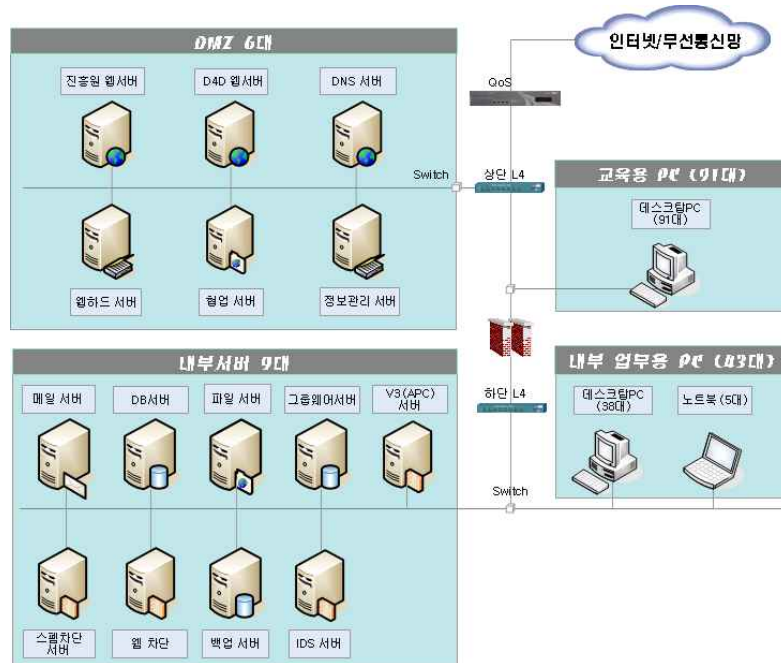 DMZ 6대
진흥원 웹서버
D4D 웹서버
DNS 서버
웹하드 서버
협업 서버
정보관리 서버
인터넷/무선통신망
QoS
Switch
상단 L4
교육용 PC (91대)
데스크탑PC
(91대)
내부서버 9대
메일 서버
DB서버
파일 서버
그룹웨어서버
V3(APC)
서버
스팸차단
서버
웹 차단
백업 서버
IDS 서버
하단 L4
Switch
내부 업무용 PC (43대)
데스크탑PC
(38대)
노트북(5대)